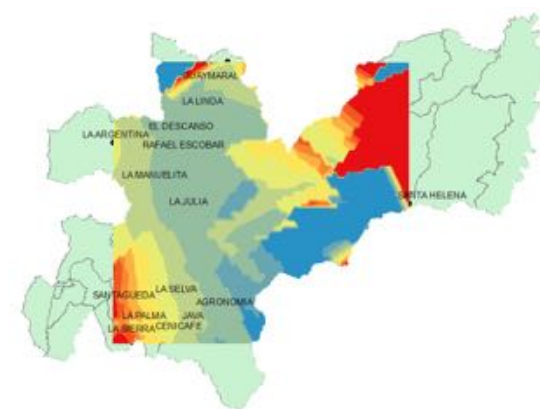 GUAYMARAL
LA LINDA
EL DESCANSO
LA ARGENTINA
RAFAEL ESCOBAR
LA MANUELITA
SANTA HELENA
LA JULIA
LA SELVA
SANTAGUEDA
AGRONOMIA
LA PALMA
JAVA
LA SIERRA
CENICAFE